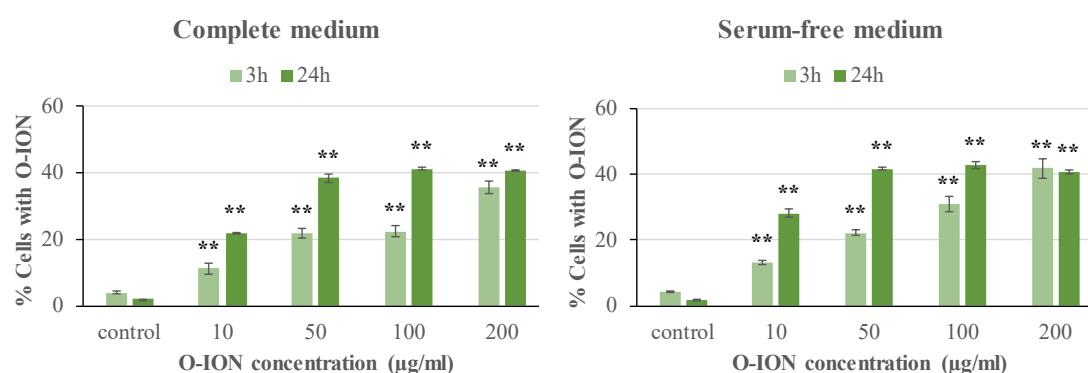 Complete medium
3h 24h
% Cells with O-ION
60
40
20
0
** ** ** ** ** ** ** **
control 10 50 100 200
O-ION concentration (µg/ml)
Serum-free medium
3h 24h
% Cells with O-ION
60
40
20
0
** ** ** ** ** ** ** **
control 10 50 100 200
O-ION concentration (µg/ml)